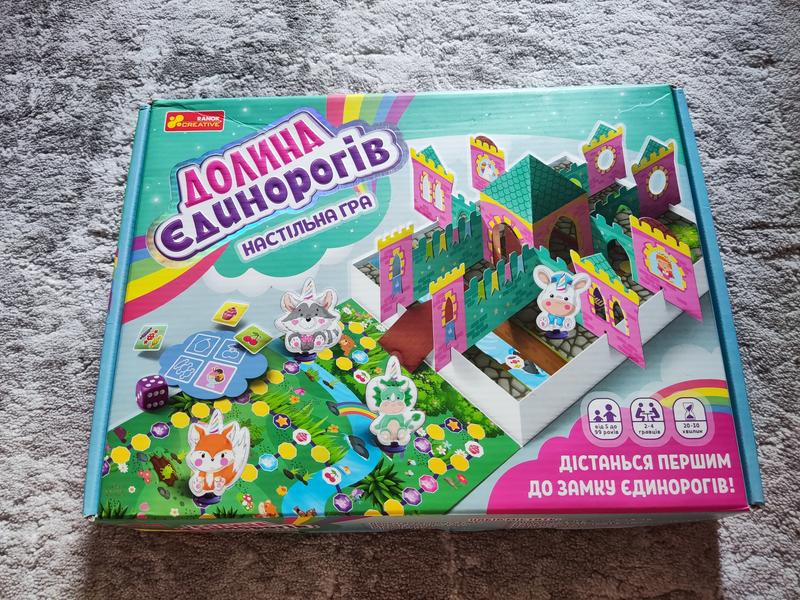 RANOK
CREATIVE
ДОЛИНА
ЄДИНОРОГІВ
НАСТІЛЬНА ГРА
від 5 до
99 років
2-4
гравців
20-30
хвилин
ДІСТАНЬСЯ ПЕРШИМ
ДО ЗАМКУ ЄДИНОРОГІВ!